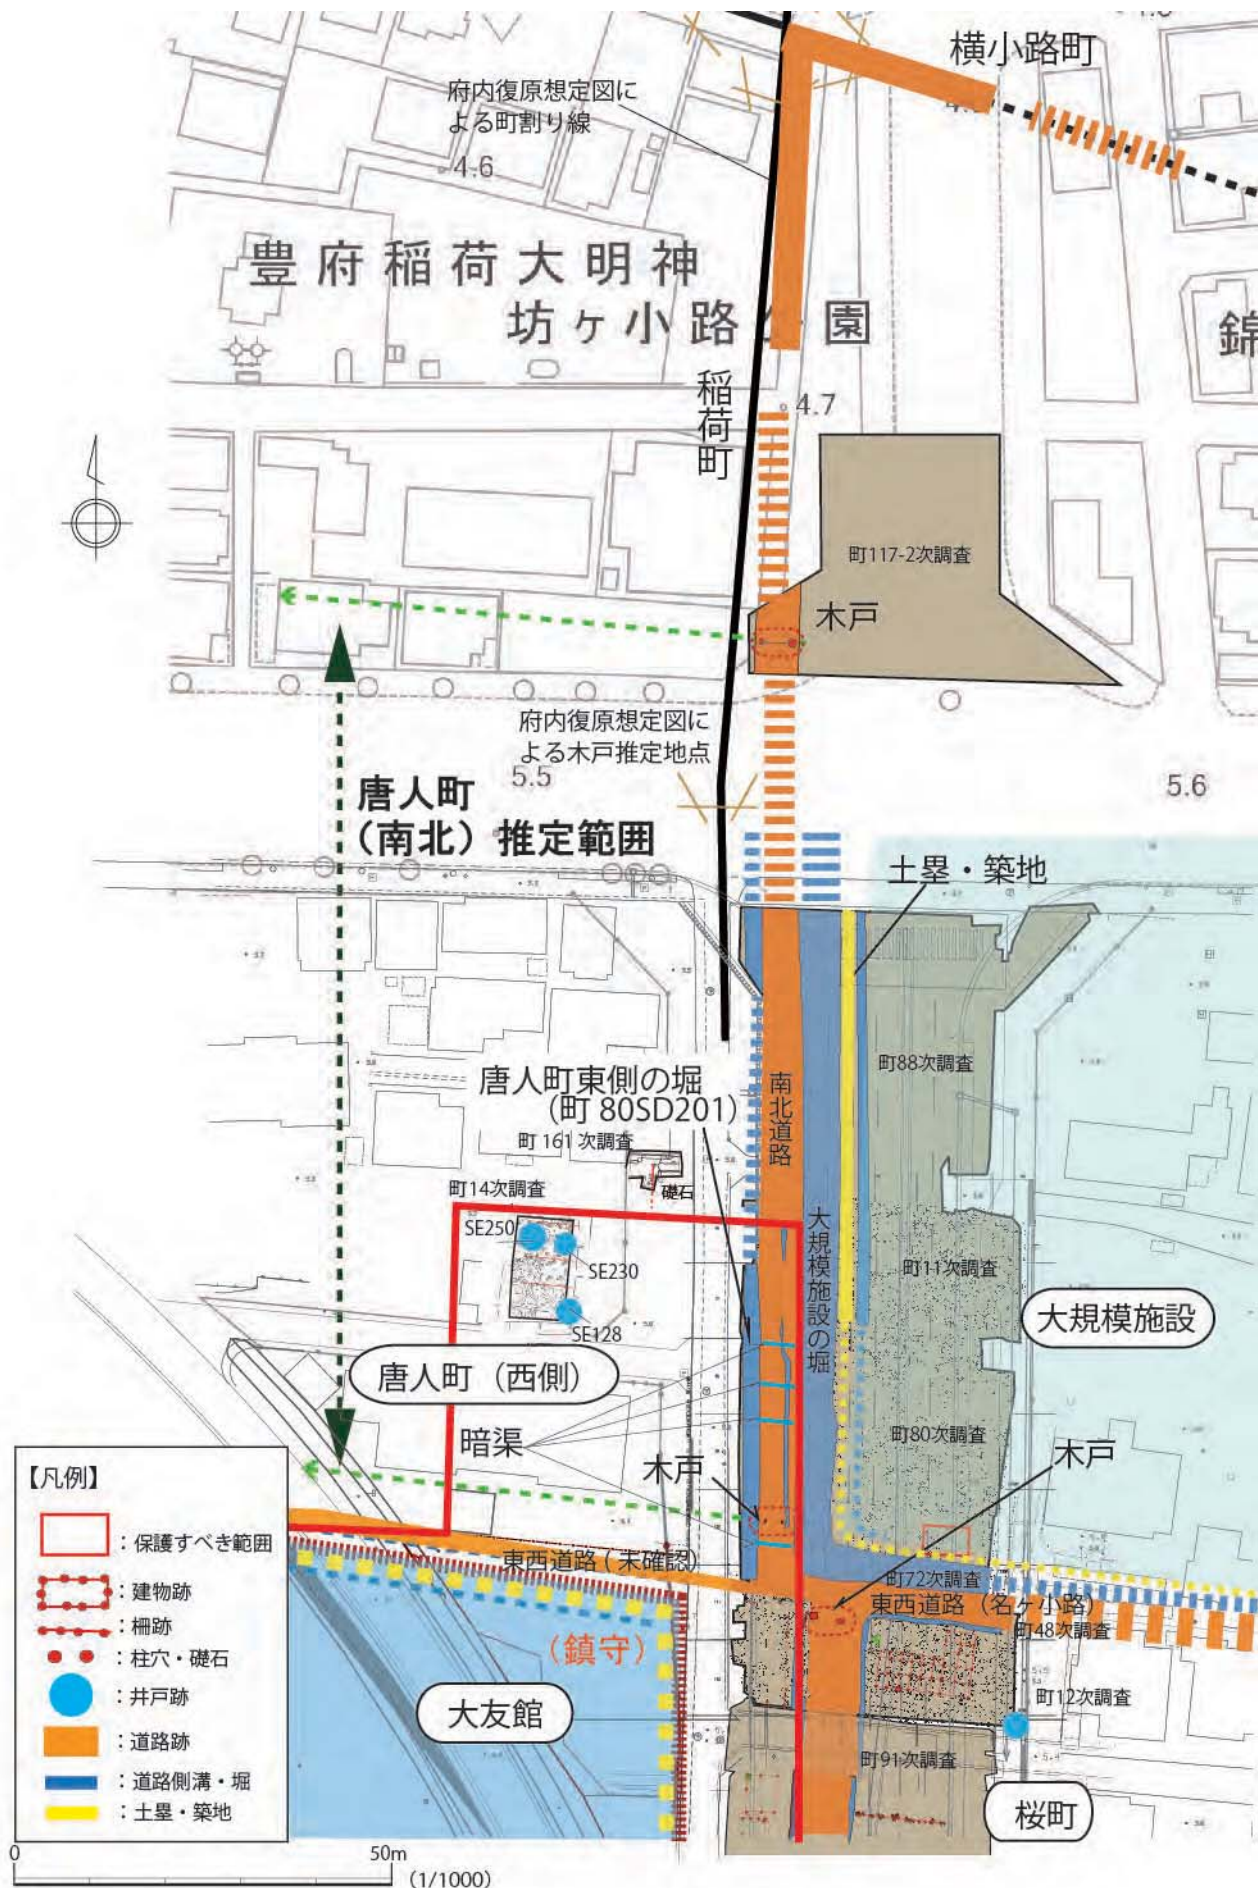 横小路町
府内復原想定図に
よる町割り線
4.6
豊府稲荷大明神
坊ヶ小路公園
錦
稲荷町
4.7
町117-2次調査
木戸
府内復原想定図に
よる木戸推定地点
5.5
5.6
唐人町
（南北）推定範囲
土塁・築地
町88次調査
唐人町東側の堀
（町 80SD201）
南北道路
町 161 次調査
礎石
町14次調査
SE250
SE230
SE128
大規模施設の堀
町11次調査
大規模施設
唐人町（西側）
暗渠
町80次調査
木戸
木戸
東西道路 ( 未確認）
町72次調査
東西道路（名ヶ小路）
町48次調査
（鎮守）
大友館
町12次調査
町91次調査
桜町
【凡例】
：保護すべき範囲
：建物跡
：柵跡
：柱穴・礎石
：井戸跡
：道路跡
：道路側溝・堀
：土塁・築地
0 50m
(1/1000)